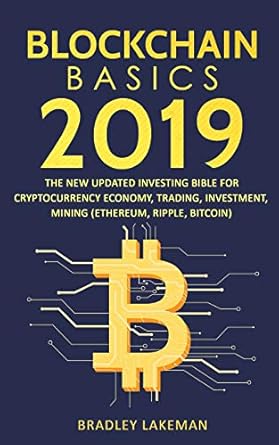 BLOCKCHAIN
BASICS
2019
THE NEW UPDATED INVESTING BIBLE FOR
CRYPTOCURRENCY ECONOMY, TRADING, INVESTMENT,
MINING (ETHEREUM, RIPPLE, BITCOIN)
BRADLEY LAKEMAN